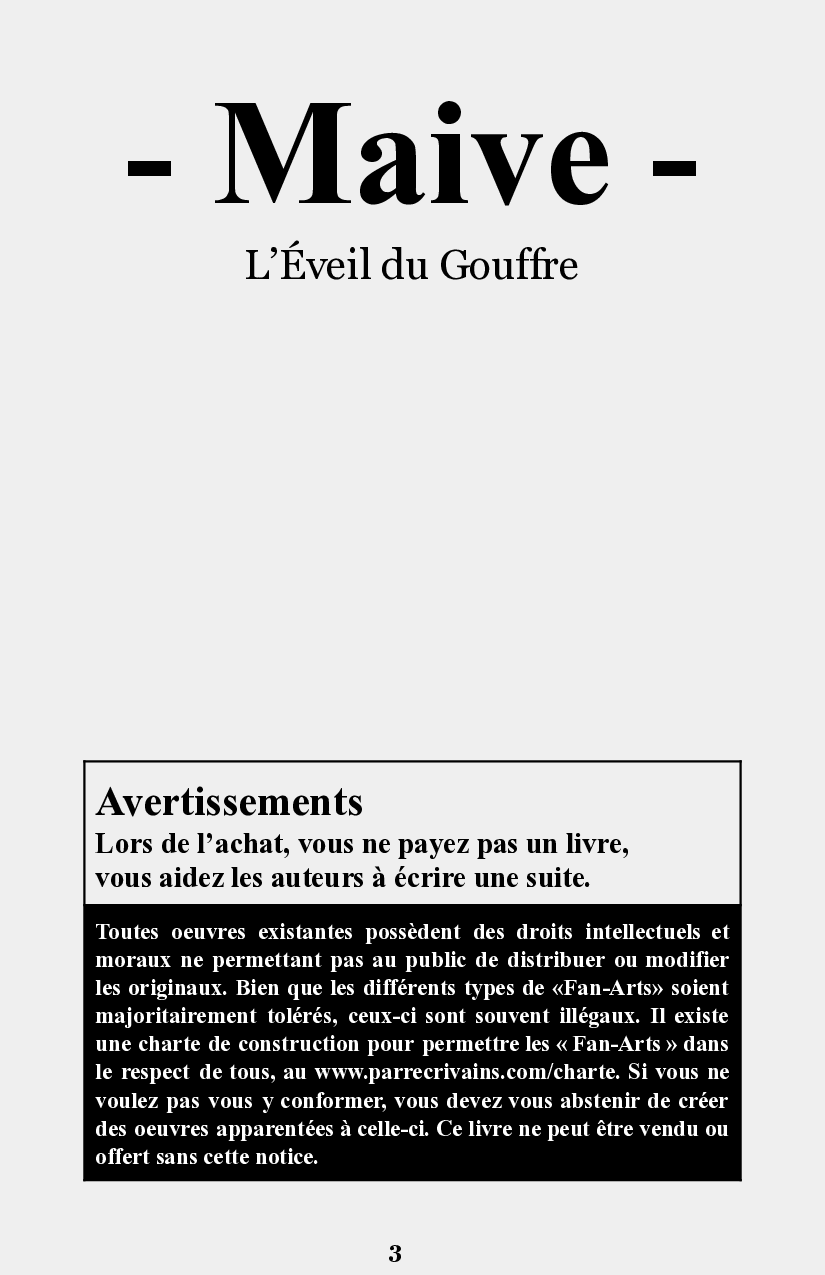 - Maive -
L’Éveil du Gouffre
Avertissements
Lors de l’achat, vous ne payez pas un livre,
vous aidez les auteurs à écrire une suite.
Toutes oeuvres existantes possèdent des droits intellectuels et
moraux ne permettant pas au public de distribuer ou modifier
les originaux. Bien que les différents types de «Fan-Arts» soient
majoritairement tolérés, ceux-ci sont souvent illégaux. Il existe
une charte de construction pour permettre les « Fan-Arts » dans
le respect de tous, au www.parrecrivains.com/charte. Si vous ne
voulez pas vous y conformer, vous devez vous abstenir de créer
des oeuvres apparentées à celle-ci. Ce livre ne peut être vendu ou
offert sans cette notice.
3